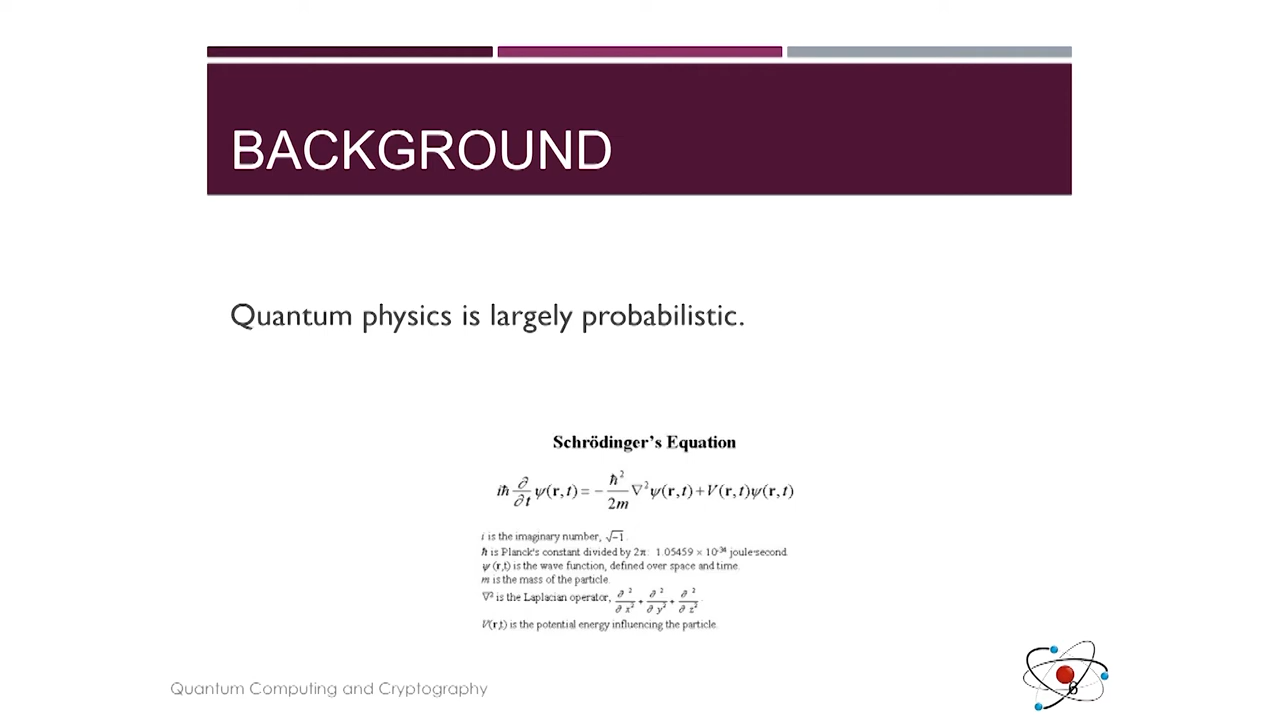 BACKGROUND
Quantum physics is largely probabilistic.
Schrödinger's Equation
iħ ∂/∂t ψ(r,t) = − ħ²/2m ∇²ψ(r,t) + V(r,t)ψ(r,t)
i is the imaginary number, √−1.
ħ is Planck's constant divided by 2π: 1.05459 × 10⁻³⁴ joule-second.
ψ (r,t) is the wave function, defined over space and time.
m is the mass of the particle.
∇² is the Laplacian operator, ∂²/∂x² + ∂²/∂y² + ∂²/∂z².
V(r,t) is the potential energy influencing the particle.
Quantum Computing and Cryptography
6